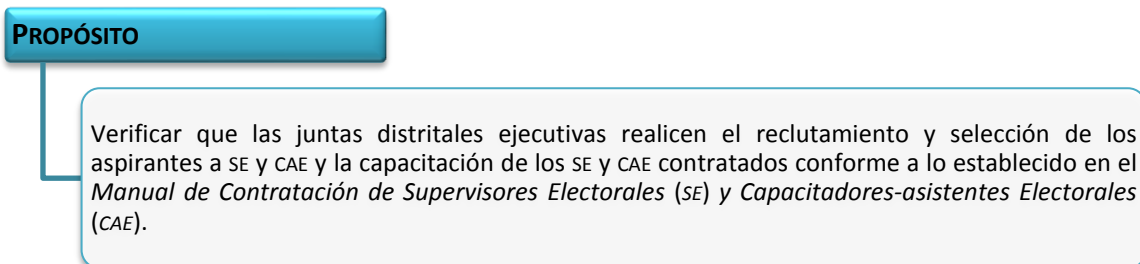 PROPÓSITO
Verificar que las juntas distritales ejecutivas realicen el reclutamiento y selección de los
aspirantes a SE y CAE y la capacitación de los SE y CAE contratados conforme a lo establecido en el
Manual de Contratación de Supervisores Electorales (SE) y Capacitadores-asistentes Electorales
(CAE).